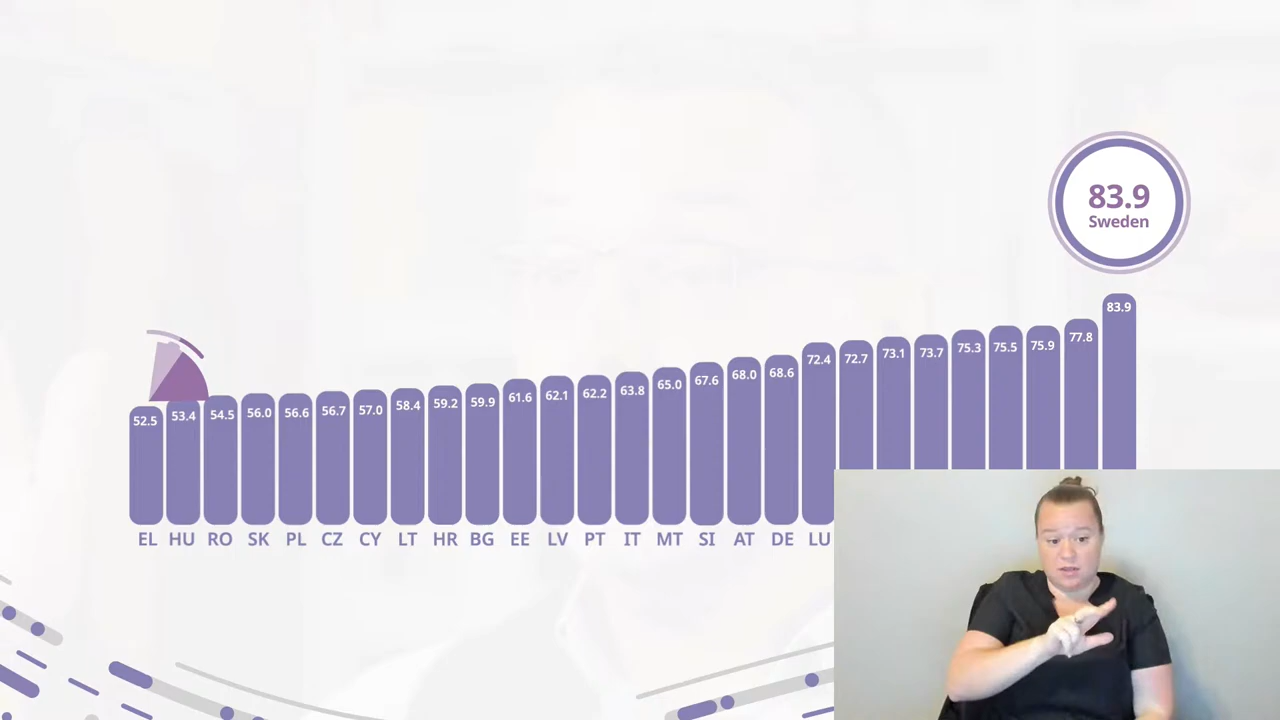 83.9
Sweden
52.5 53.4 54.5 56.0 56.6 56.7 57.0 58.4 59.2 59.9 61.6 62.1 62.2 63.8 65.0 67.6 68.0 68.6 72.4 72.7 73.1 73.7 75.3 75.5 75.9 77.8 83.9
EL HU RO SK PL CZ CY LT HR BG EE LV PT IT MT SI AT DE LU